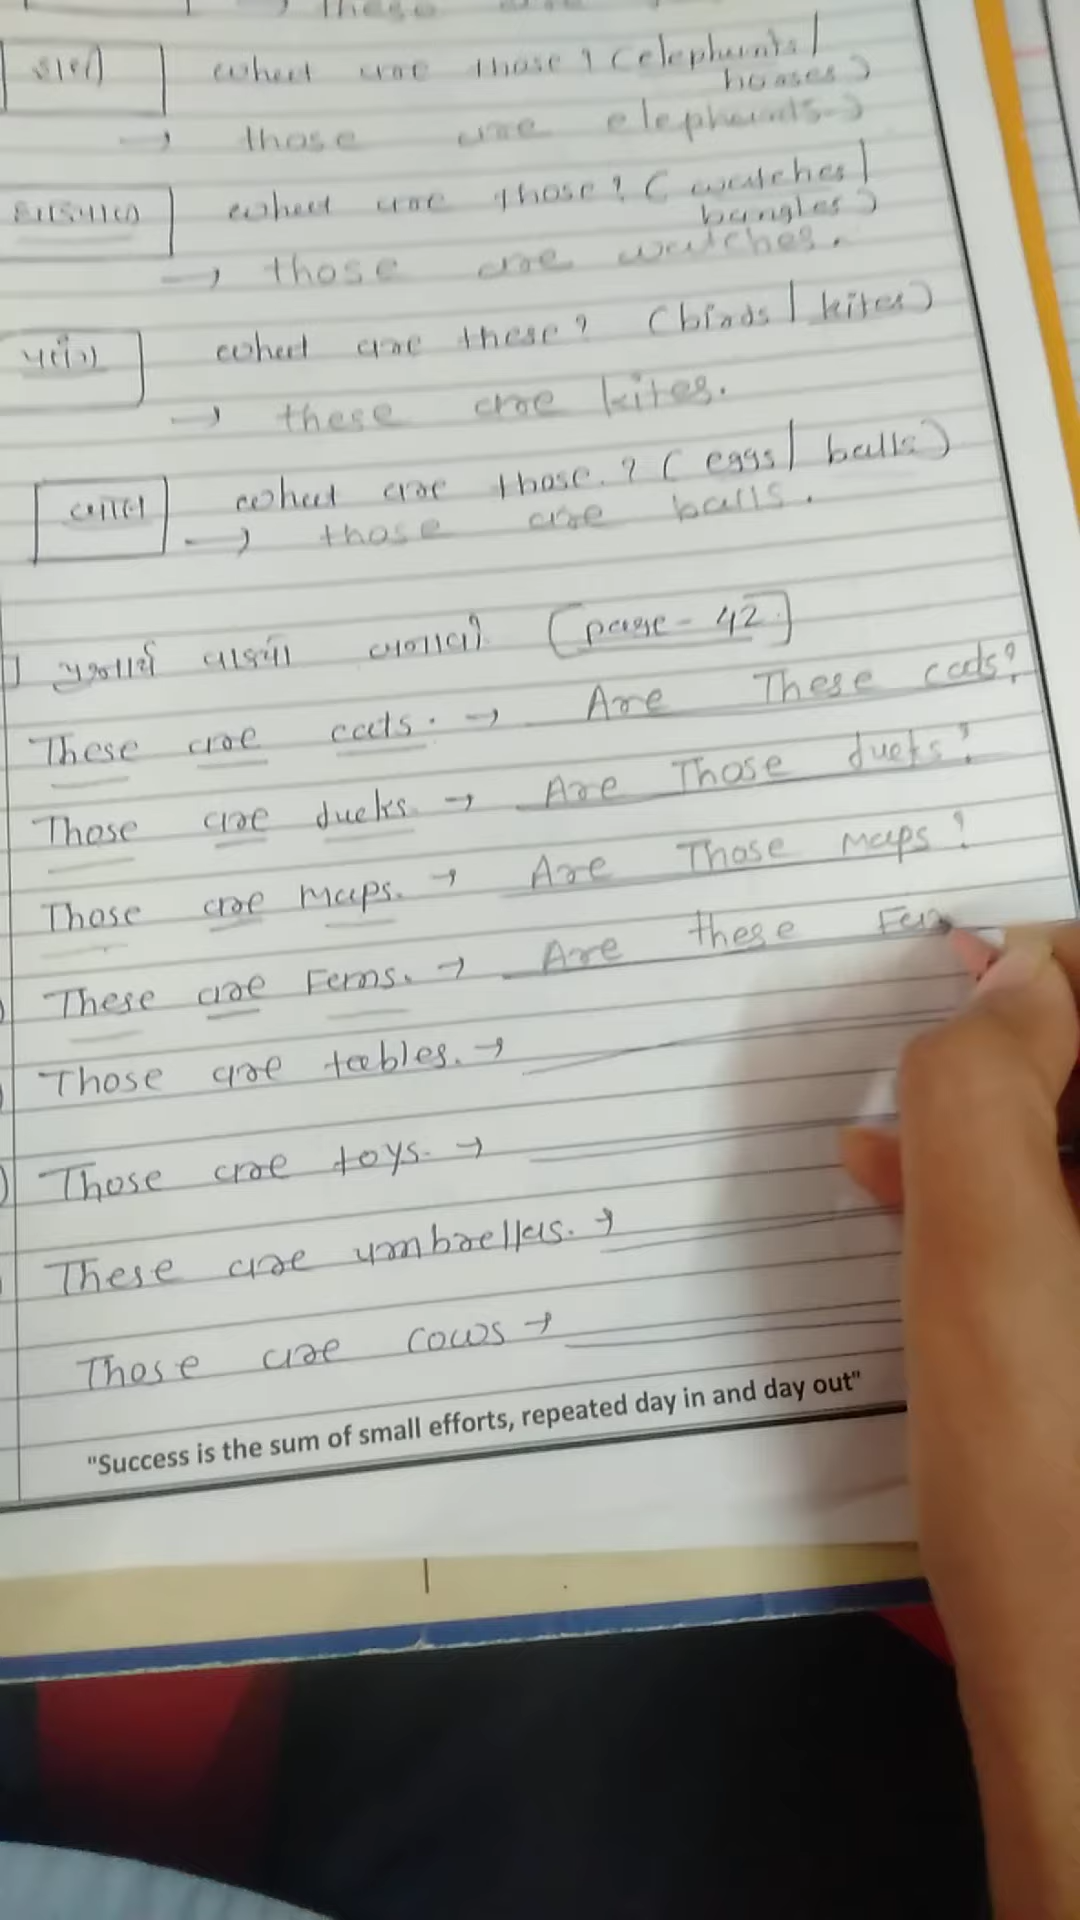 these are
હાથી what are those? (elephants/
horses)
→ those are elephants.
ઘડિયાળ what are those? ( watches/
bangles)
→ those are watches.
પતંગ what are these? (birds / kites)
→ these are kites.
બોલ what are those.? ( eggs/ balls)
→ those are balls.
પ્રશ્નાર્થ વાક્યો બનાવો. [page - 42]
These are cats. → Are These cats?
Those are ducks. → Are Those ducks?
Those are Maps. → Are Those Maps?
These are Ferns. → Are these
Those are tables. →
Those are toys. →
These are umbrellas. →
Those are cows →
"Success is the sum of small efforts, repeated day in and day out"